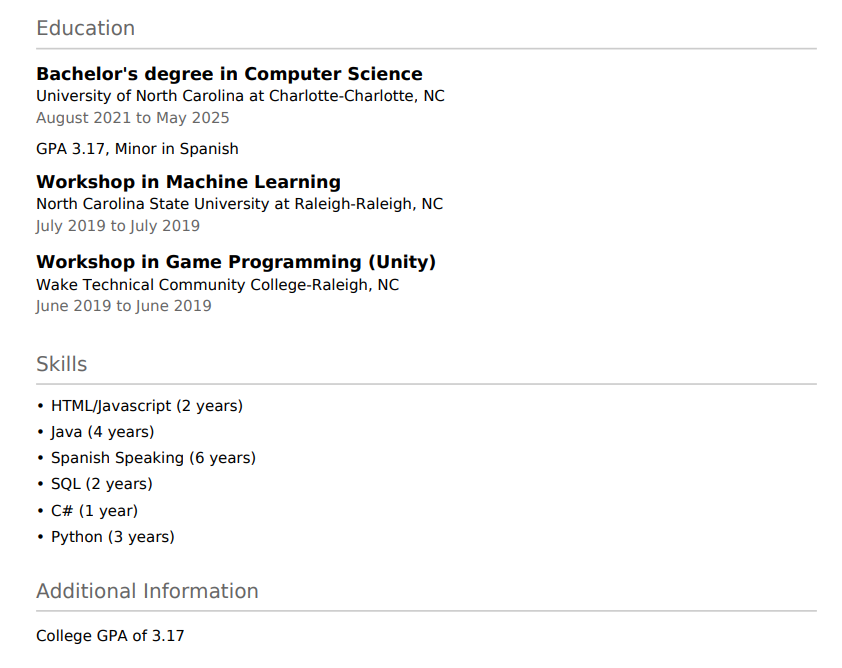 Education
Bachelor's degree in Computer Science
University of North Carolina at Charlotte-Charlotte, NC
August 2021 to May 2025
GPA 3.17, Minor in Spanish
Workshop in Machine Learning
North Carolina State University at Raleigh-Raleigh, NC
July 2019 to July 2019
Workshop in Game Programming (Unity)
Wake Technical Community College-Raleigh, NC
June 2019 to June 2019
Skills
• HTML/Javascript (2 years)
• Java (4 years)
• Spanish Speaking (6 years)
• SQL (2 years)
• C# (1 year)
• Python (3 years)
Additional Information
College GPA of 3.17